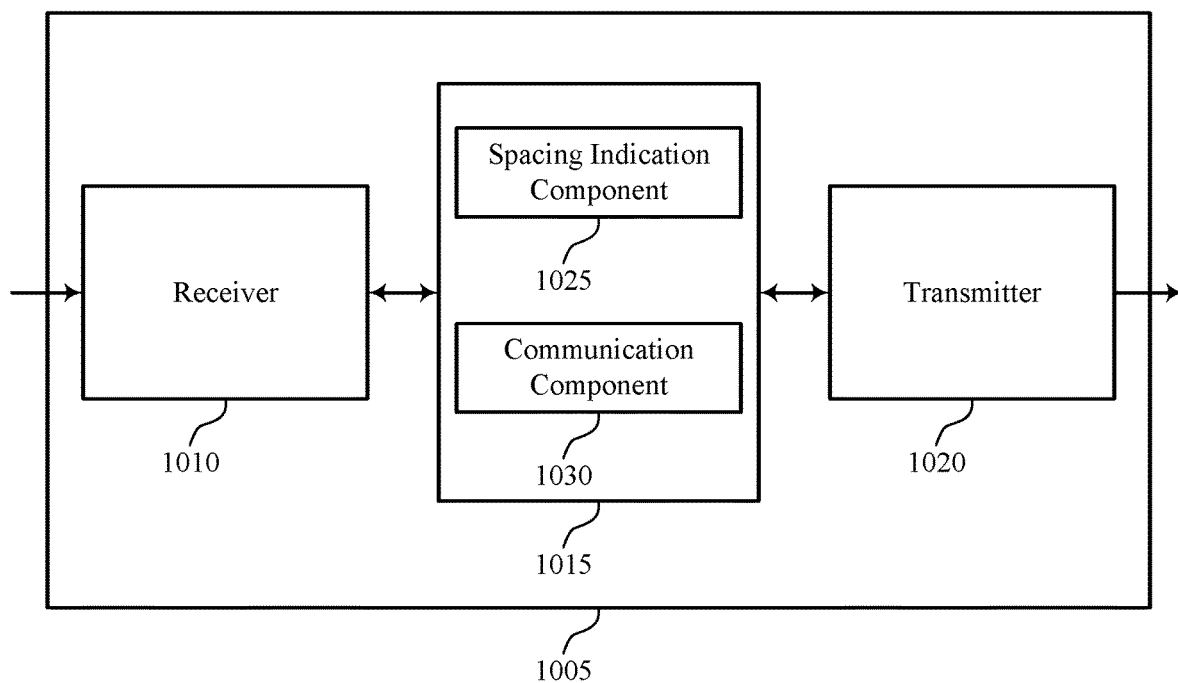 Spacing Indication
Component
1025
Receiver
1010
Communication
Component
1030
Transmitter
1020
1015
1005